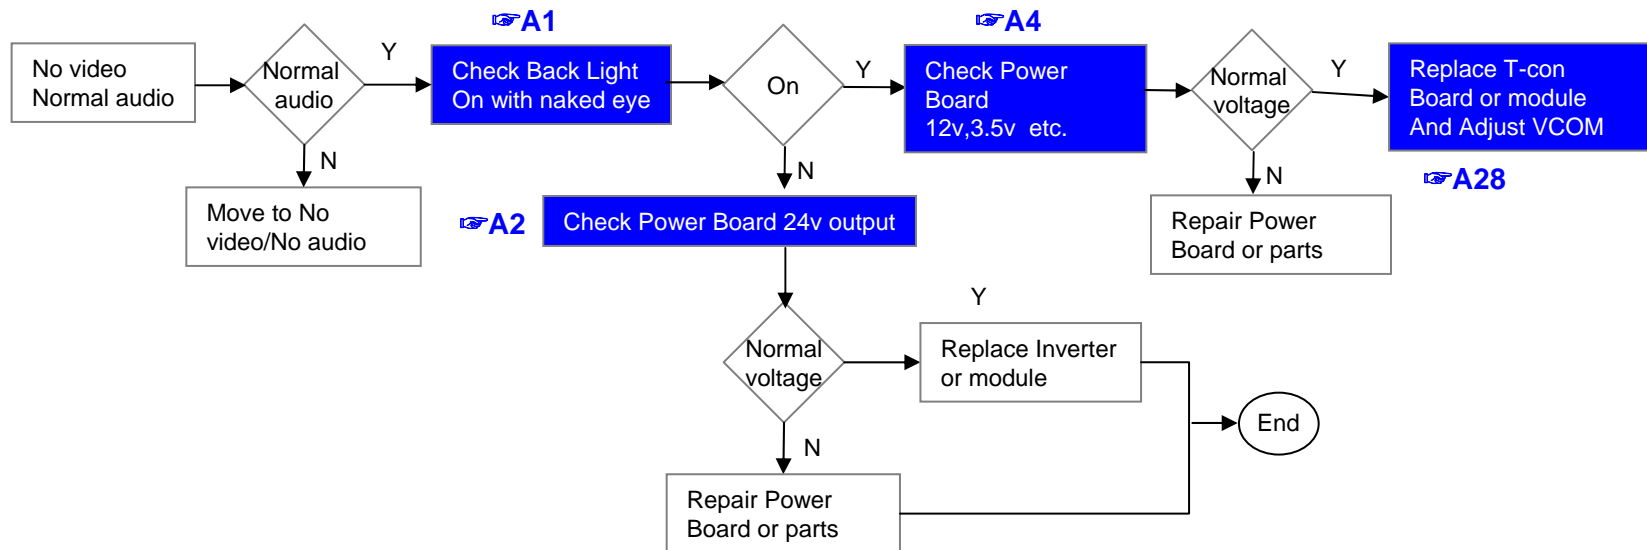 ☞A1
☞A4
No video
Normal audio
Normal
audio
Y
Check Back Light
On with naked eye
On
Y
Check Power
Board
12v,3.5v etc.
Normal
voltage
Y
Replace T-con
Board or module
And Adjust VCOM
☞A28
N
Move to No
video/No audio
N
☞A2
Check Power Board 24v output
N
Repair Power
Board or parts
Normal
voltage
Y
Replace Inverter
or module
End
N
Repair Power
Board or parts